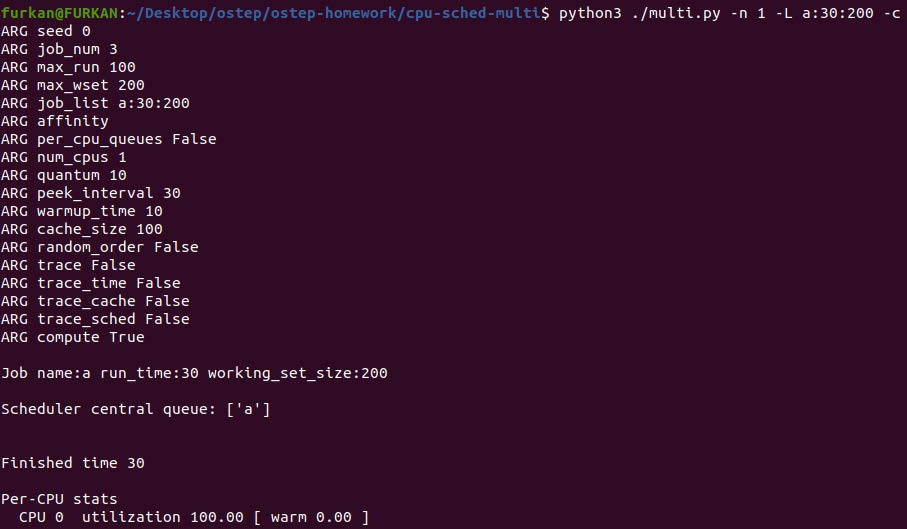 furkan@FURKAN:~/Desktop/ostep/ostep-homework/cpu-sched-multi$ python3 ./multi.py -n 1 -L a:30:200 -c
ARG seed 0
ARG job_num 3
ARG max_run 100
ARG max_wset 200
ARG job_list a:30:200
ARG affinity
ARG per_cpu_queues False
ARG num_cpus 1
ARG quantum 10
ARG peek_interval 30
ARG warmup_time 10
ARG cache_size 100
ARG random_order False
ARG trace False
ARG trace_time False
ARG trace_cache False
ARG trace_sched False
ARG compute True
Job name:a run_time:30 working_set_size:200
Scheduler central queue: ['a']
Finished time 30
Per-CPU stats
  CPU 0  utilization 100.00 [ warm 0.00 ]